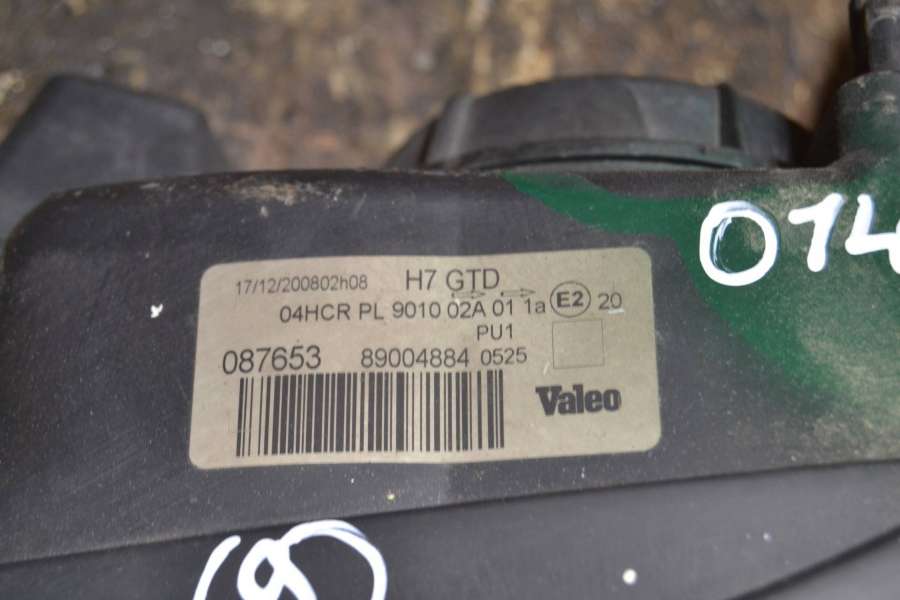 17/12/200802h08 H7 GTD
04HCR PL 9010 02A 01 1a E2 20
PU1
087653 89004884 0525
Valeo
014